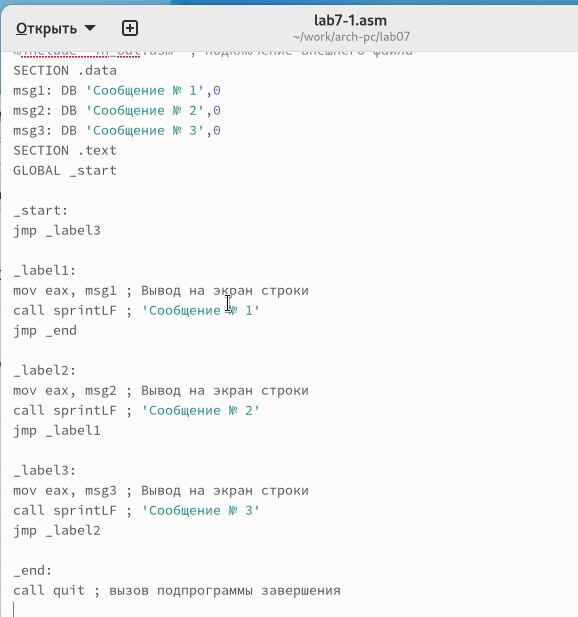 Открыть
lab7-1.asm
~/work/arch-pc/lab07
%include 'in_out.asm' ; подключение внешнего файла
SECTION .data
msg1: DB 'Сообщение № 1',0
msg2: DB 'Сообщение № 2',0
msg3: DB 'Сообщение № 3',0
SECTION .text
GLOBAL _start
_start:
jmp _label3
_label1:
mov eax, msg1 ; Вывод на экран строки
call sprintLF ; 'Сообщение № 1'
jmp _end
_label2:
mov eax, msg2 ; Вывод на экран строки
call sprintLF ; 'Сообщение № 2'
jmp _label1
_label3:
mov eax, msg3 ; Вывод на экран строки
call sprintLF ; 'Сообщение № 3'
jmp _label2
_end:
call quit ; вызов подпрограммы завершения